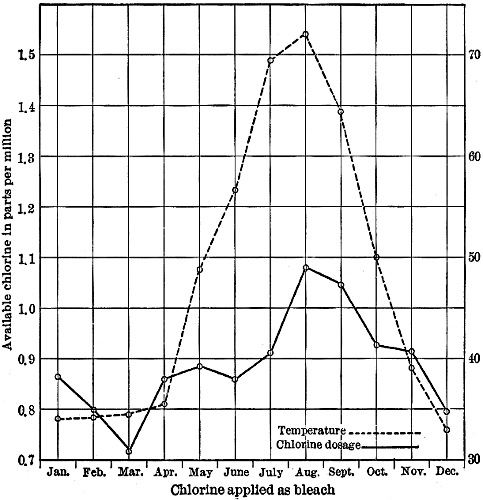 Available chlorine in parts per million
1.5
1.4
1.3
1.2
1.1
1.0
0.9
0.8
0.7
70
60
50
40
30
Temperature
Chlorine dosage
Jan. Feb. Mar. Apr. May June July Aug. Sept. Oct. Nov. Dec.
Chlorine applied as bleach